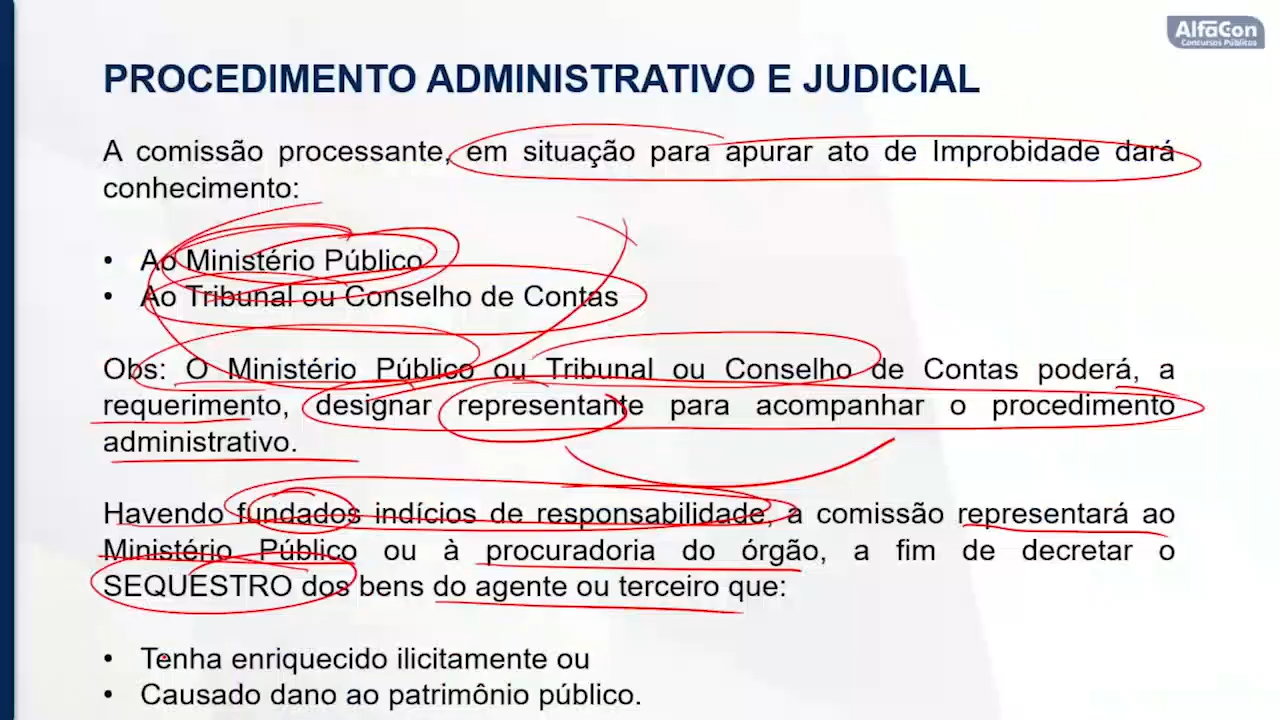 AlfaCon
Concursos Públicos
PROCEDIMENTO ADMINISTRATIVO E JUDICIAL
A comissão processante, em situação para apurar ato de Improbidade dará
conhecimento:
• Ao Ministério Público
• Ao Tribunal ou Conselho de Contas
Obs: O Ministério Público ou Tribunal ou Conselho de Contas poderá, a
requerimento, designar representante para acompanhar o procedimento
administrativo.
Havendo fundados indícios de responsabilidade, a comissão representará ao
Ministério Público ou à procuradoria do órgão, a fim de decretar o
SEQUESTRO dos bens do agente ou terceiro que:
• Tenha enriquecido ilicitamente ou
• Causado dano ao patrimônio público.